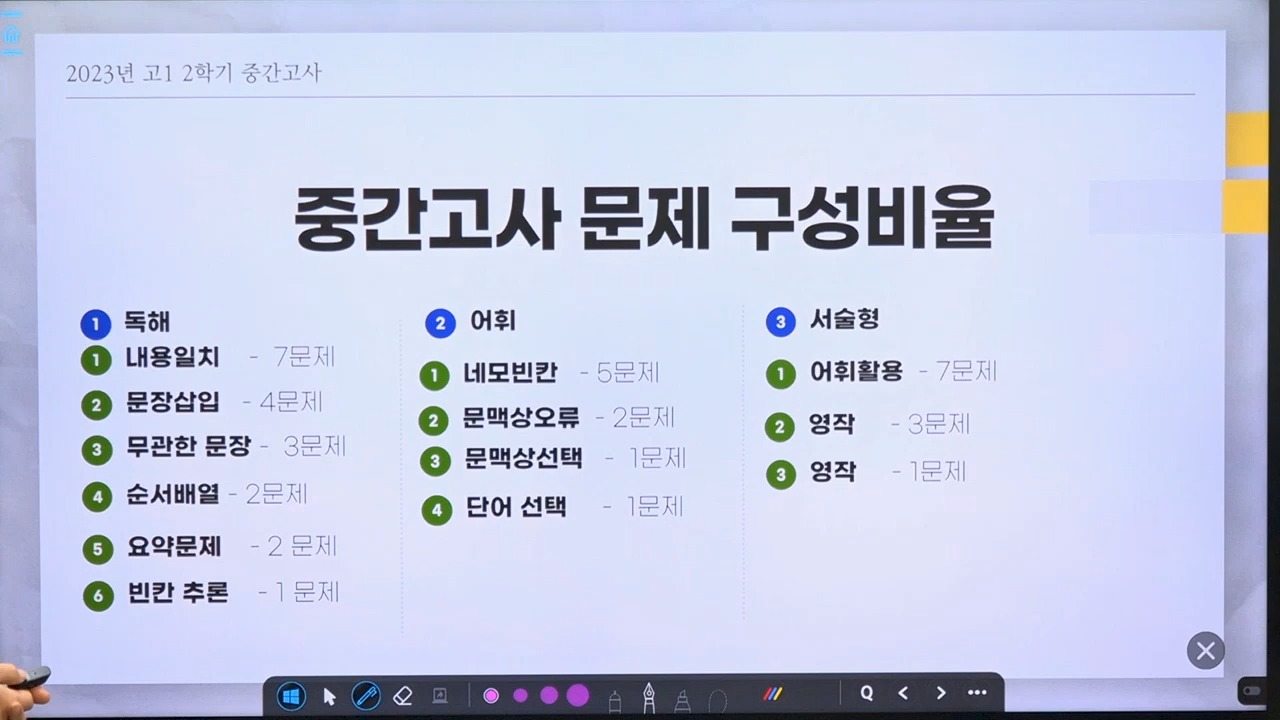 2023년 고1 2학기 중간고사
중간고사 문제 구성비율
1 독해
1 내용일치 - 7문제
2 문장삽입 - 4문제
3 무관한 문장 - 3문제
4 순서배열 - 2문제
5 요약문제 - 2 문제
6 빈칸 추론 - 1 문제
2 어휘
1 네모빈칸 - 5문제
2 문맥상오류 - 2문제
3 문맥상선택 - 1문제
4 단어 선택 - 1문제
3 서술형
1 어휘활용 - 7문제
2 영작 - 3문제
3 영작 - 1문제